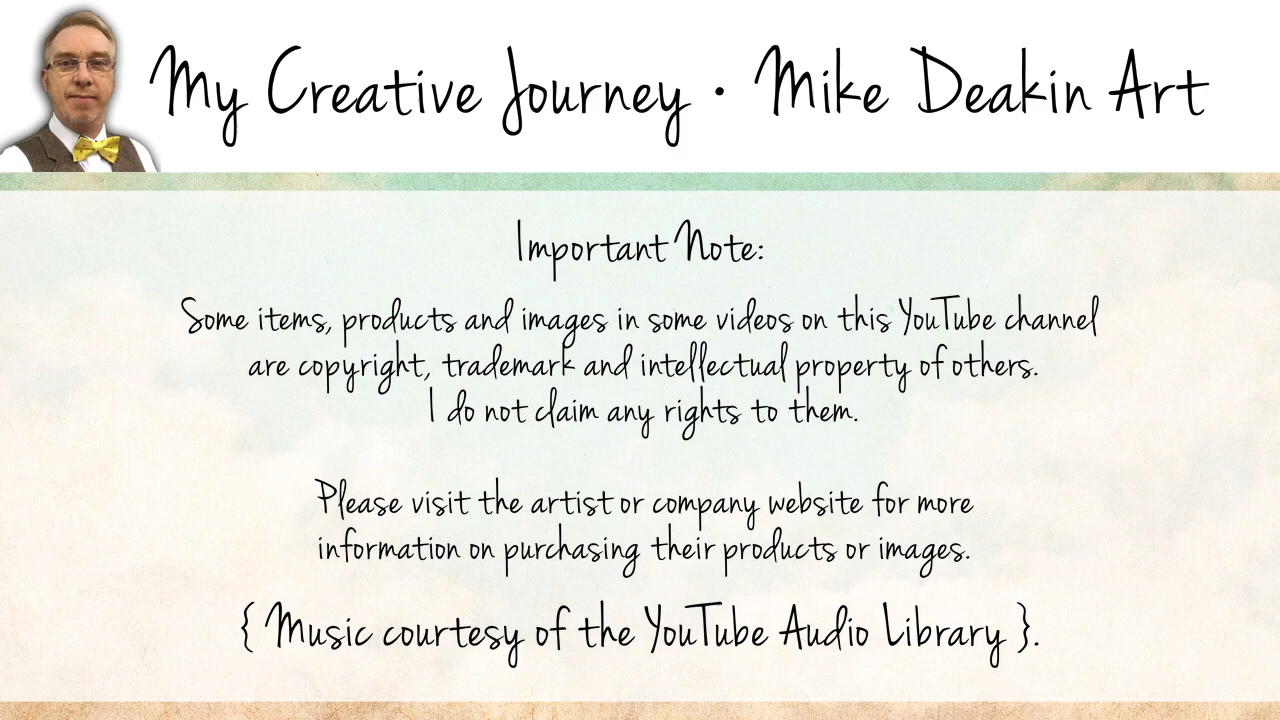 My Creative Journey • Mike Deakin Art
Important Note:
Some items, products and images in some videos on this YouTube channel
are copyright, trademark and intellectual property of others.
I do not claim any rights to them.
Please visit the artist or company website for more
information on purchasing their products or images.
{ Music courtesy of the YouTube Audio Library }.